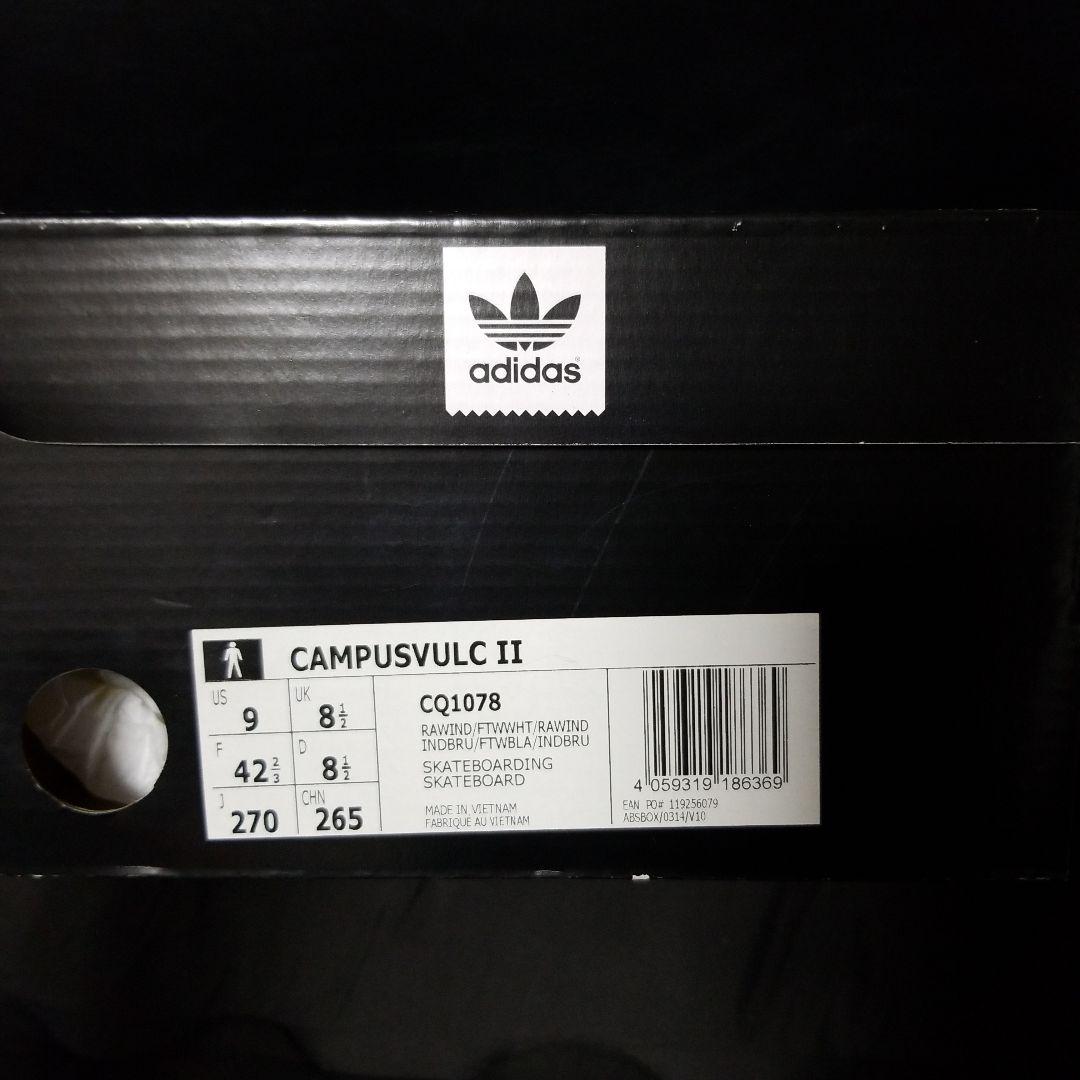 adidas®
CAMPUSVULC II
US 9
UK 8 1/2
F 42 2/3
D 8 1/2
J 270
CHN 265
CQ1078
RAWIND/FTWWHT/RAWIND
INDBRU/FTWBLA/INDBRU
SKATEBOARDING
SKATEBOARD
MADE IN VIETNAM
FABRIQUE AU VIETNAM
4 059319 186369
EAN PO# 119256079
ABSBOX/0314/V10